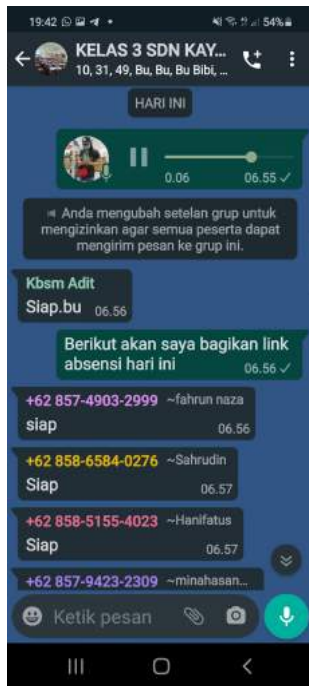 19:42
54%
KELAS 3 SDN KAY...
10, 31, 49, Bu, Bu, Bu Bibi, ...
HARI INI
0.06 06.55
Anda mengubah setelan grup untuk
mengizinkan agar semua peserta dapat
mengirim pesan ke grup ini.
Kbsm Adit
Siap.bu 06.56
Berikut akan saya bagikan link
absensi hari ini 06.56
+62 857-4903-2999 ~fahrun naza
siap 06.56
+62 858-6584-0276 ~Sahrudin
Siap 06.57
+62 858-5155-4023 ~Hanifatus
Siap 06.57
+62 857-9423-2309 ~minahasan...
Ketik pesan